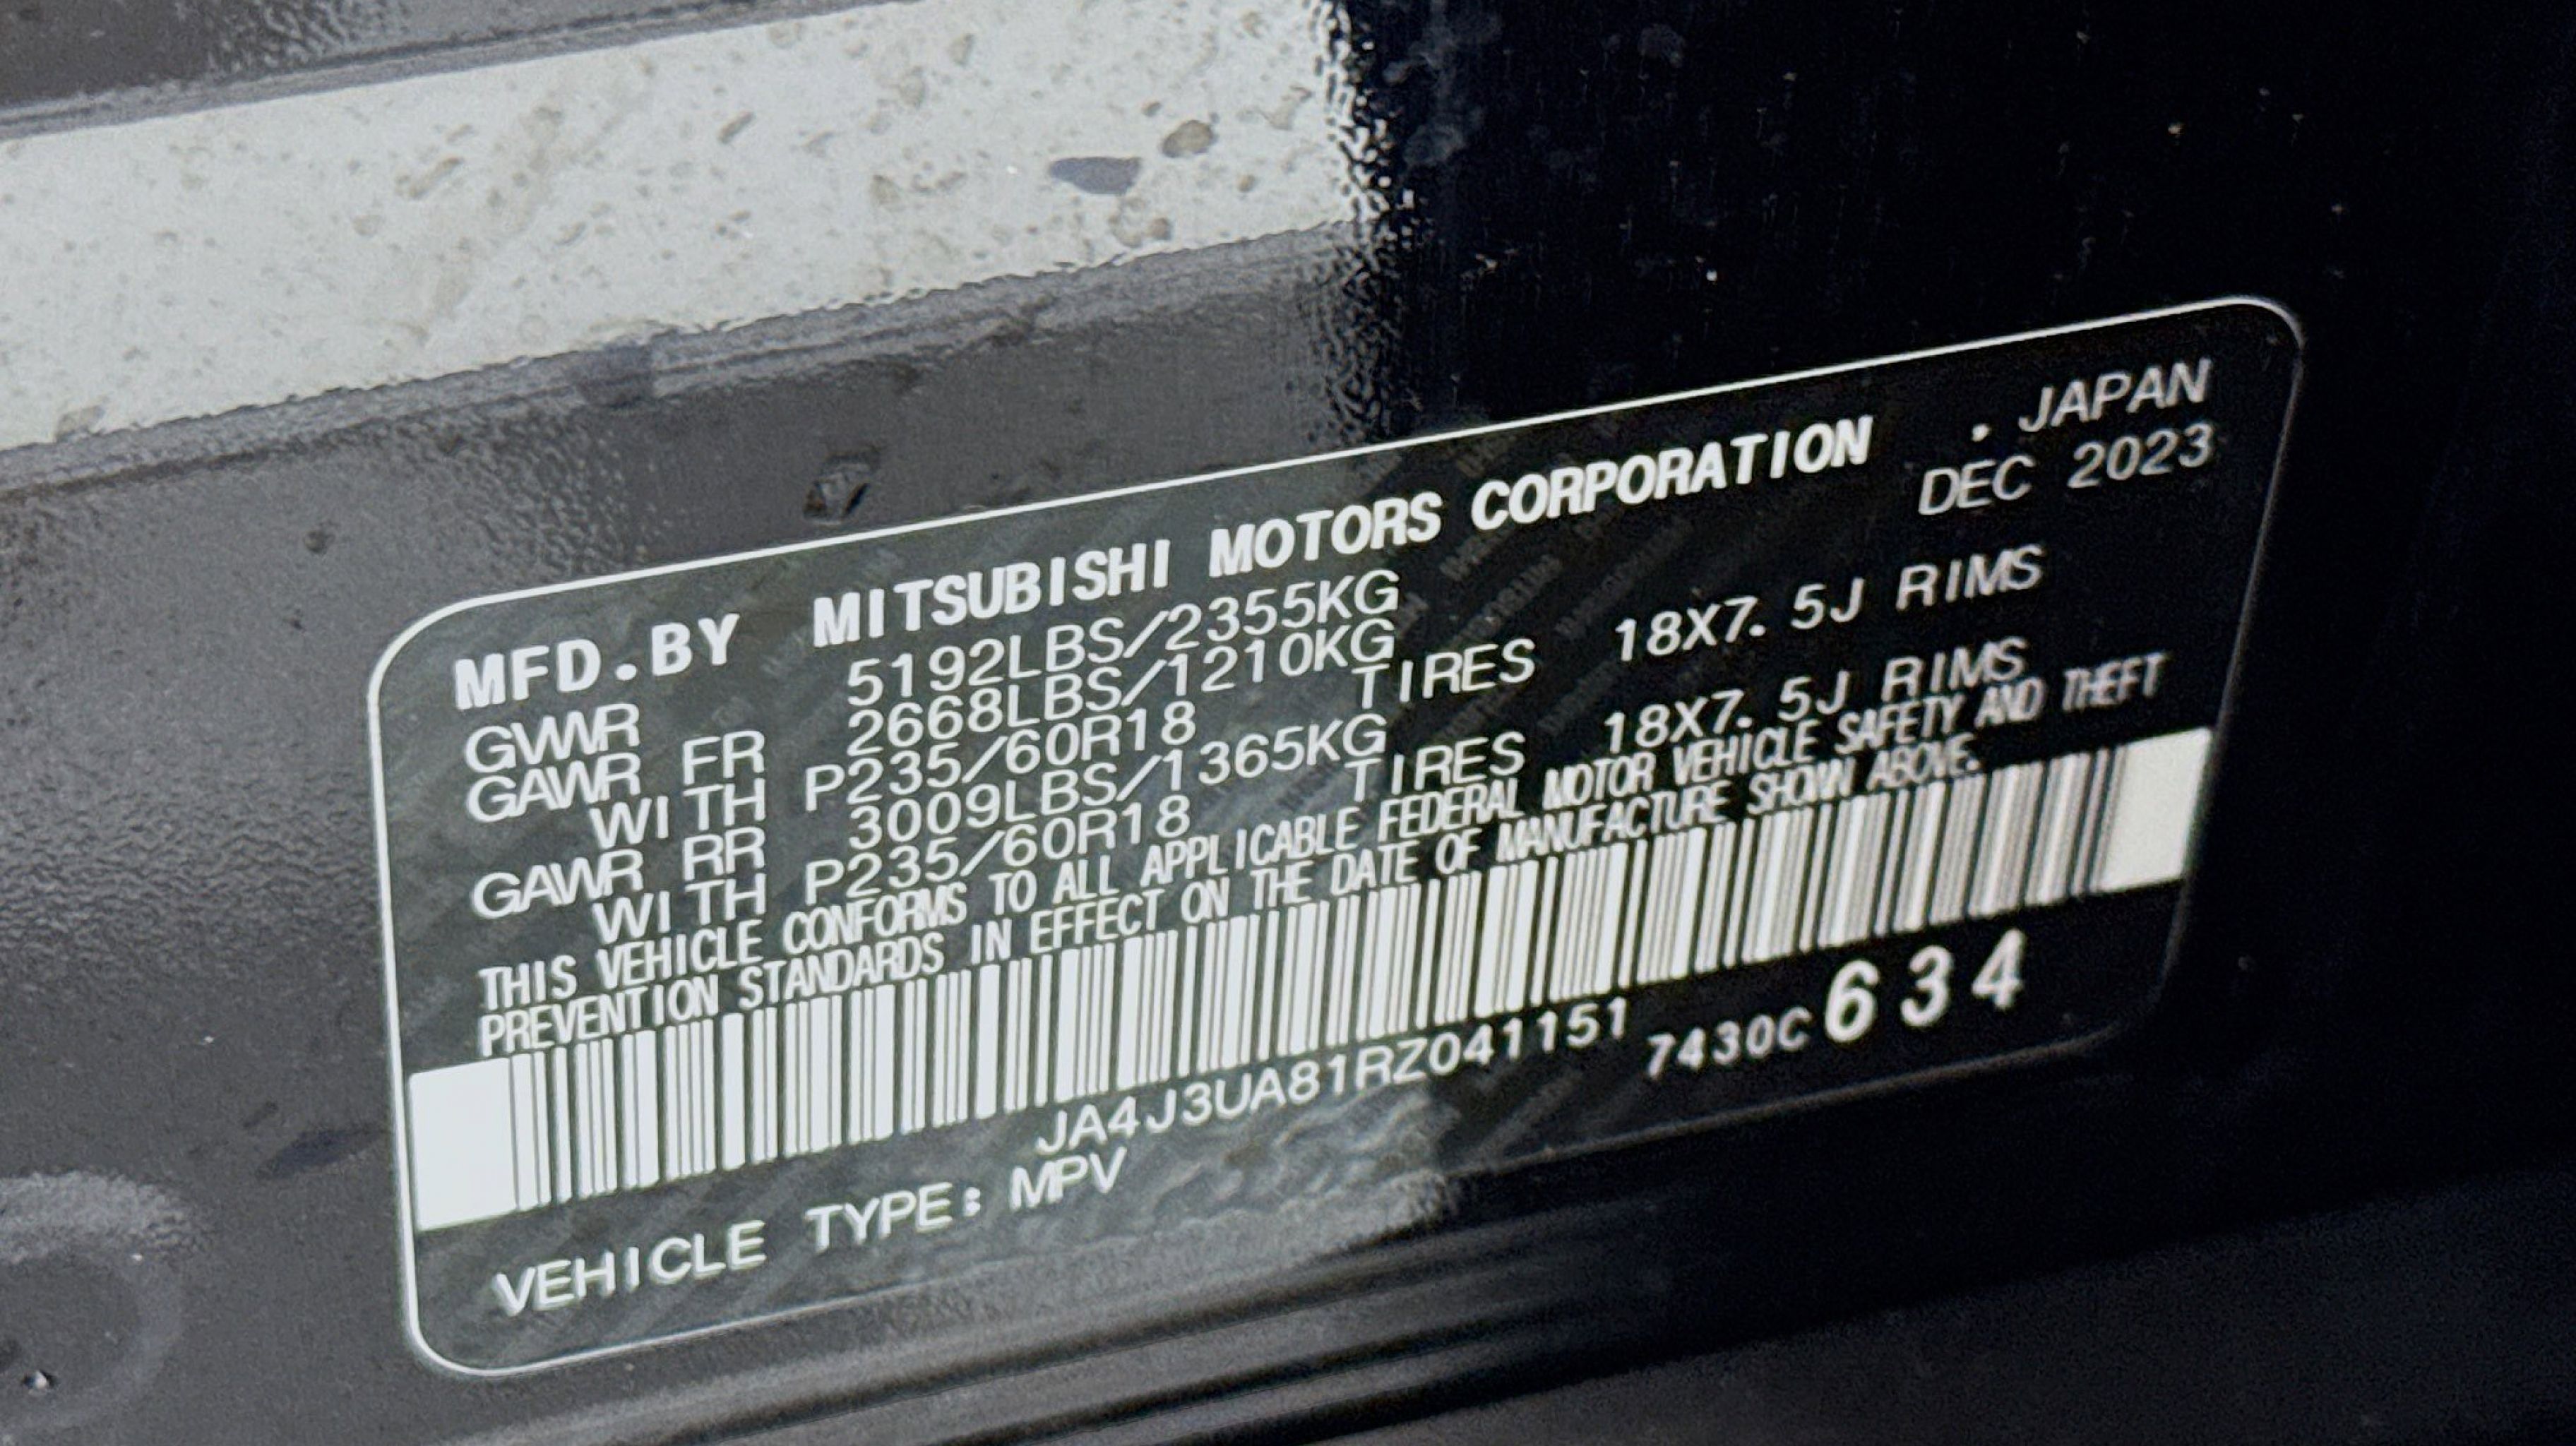 MFD.BY MITSUBISHI MOTORS CORPORATION . JAPAN
DEC 2023
GVWR 5192LBS/2355KG
GAWR FR 2668LBS/1210KG
WITH P235/60R18 TIRES 18X7.5J RIMS
GAWR RR 3009LBS/1365KG
WITH P235/60R18 TIRES 18X7.5J RIMS
THIS VEHICLE CONFORMS TO ALL APPLICABLE FEDERAL MOTOR VEHICLE SAFETY AND THEFT
PREVENTION STANDARDS IN EFFECT ON THE DATE OF MANUFACTURE SHOWN ABOVE.
JA4J3UA81RZ041151 7430C634
VEHICLE TYPE: MPV